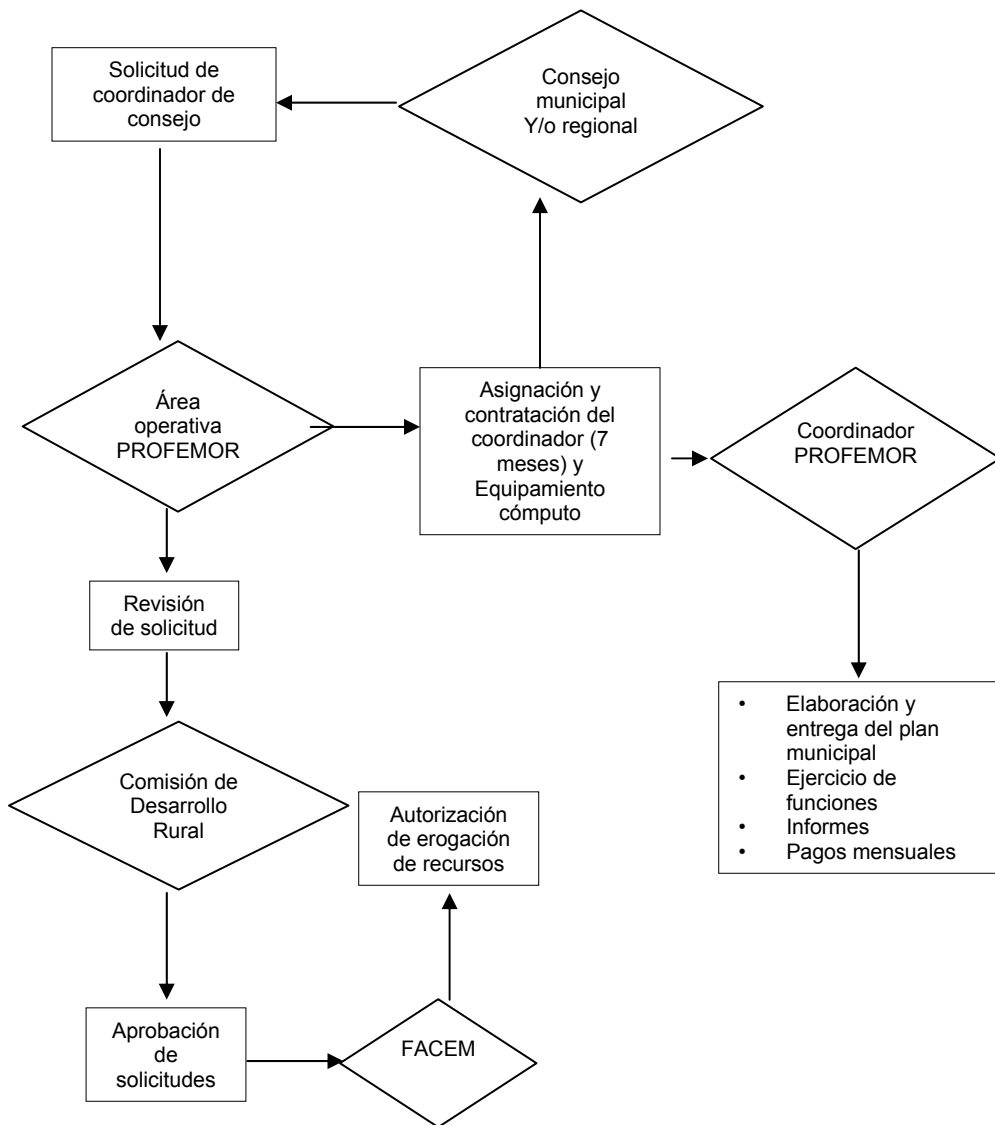 Solicitud de
coordinador de
consejo
Consejo
municipal
Y/o regional
Área
operativa
PROFEMOR
Asignación y
contratación del
coordinador (7
meses) y
Equipamiento
cómputo
Coordinador
PROFEMOR
Revisión
de solicitud
• Elaboración y
entrega del plan
municipal
• Ejercicio de
funciones
• Informes
• Pagos mensuales
Comisión de
Desarrollo
Rural
Autorización
de erogación
de recursos
Aprobación
de
solicitudes
FACEM